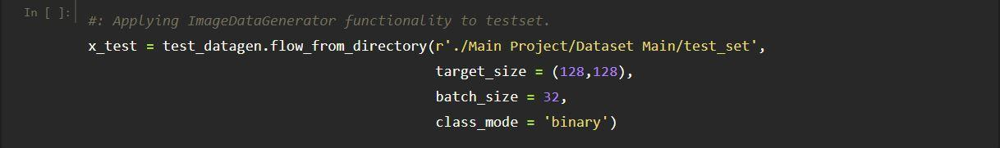 In [ ]:
#: Applying ImageDataGenerator functionality to testset.
x_test = test_datagen.flow_from_directory(r'./Main Project/Dataset Main/test_set',
target_size = (128,128),
batch_size = 32,
class_mode = 'binary')